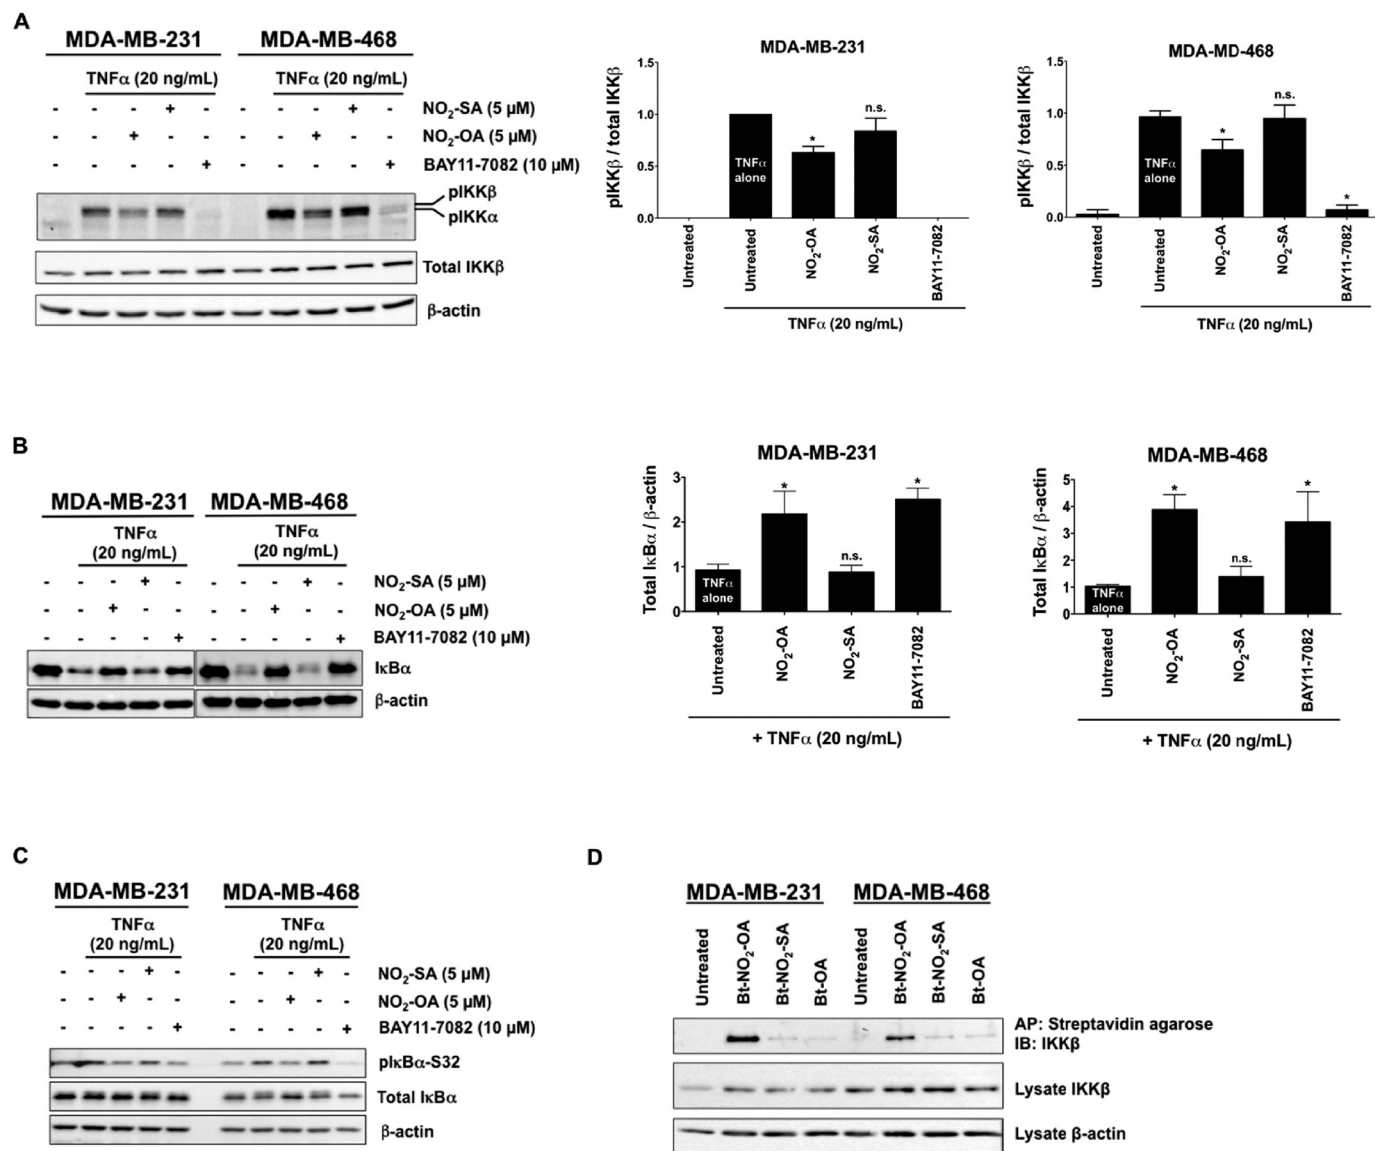 A
MDA-MB-231 MDA-MB-468
TNFα (20 ng/mL) TNFα (20 ng/mL)
- - - + - - - - + - NO2-SA (5 µM)
- - + - - - - + - - NO2-OA (5 µM)
- - - - + - - - - + BAY11-7082 (10 µM)
pIKKβ
pIKKα
Total IKKβ
β-actin
MDA-MB-231
pIKKβ / total IKKβ
1.5
1.0
0.5
0.0
TNFα
alone
*
n.s.
Untreated
Untreated
NO2-OA
NO2-SA
BAY11-7082
TNFα (20 ng/mL)
MDA-MD-468
pIKKβ / total IKKβ
1.5
1.0
0.5
0.0
TNFα
alone
*
n.s.
*
Untreated
Untreated
NO2-OA
NO2-SA
BAY11-7082
TNFα (20 ng/mL)
B
MDA-MB-231 MDA-MB-468
TNFα TNFα
(20 ng/mL) (20 ng/mL)
- - - + - - - - + - NO2-SA (5 µM)
- - + - - - - + - - NO2-OA (5 µM)
- - - - + - - - - + BAY11-7082 (10 µM)
IκBα
β-actin
MDA-MB-231
Total IκBα / β-actin
3
2
1
0
TNFα
alone
*
n.s.
*
Untreated
NO2-OA
NO2-SA
BAY11-7082
+ TNFα (20 ng/mL)
MDA-MB-468
Total IκBα / β-actin
5
4
3
2
1
0
TNFα
alone
*
n.s.
*
Untreated
NO2-OA
NO2-SA
BAY11-7082
+ TNFα (20 ng/mL)
C
MDA-MB-231 MDA-MB-468
TNFα TNFα
(20 ng/mL) (20 ng/mL)
- - - + - - - - + - NO2-SA (5 µM)
- - + - - - - + - - NO2-OA (5 µM)
- - - - + - - - - + BAY11-7082 (10 µM)
pIκBα-S32
Total IκBα
β-actin
D
MDA-MB-231 MDA-MB-468
Untreated
Bt-NO2-OA
Bt-NO2-SA
Bt-OA
Untreated
Bt-NO2-OA
Bt-NO2-SA
Bt-OA
AP: Streptavidin agarose
IB: IKKβ
Lysate IKKβ
Lysate β-actin